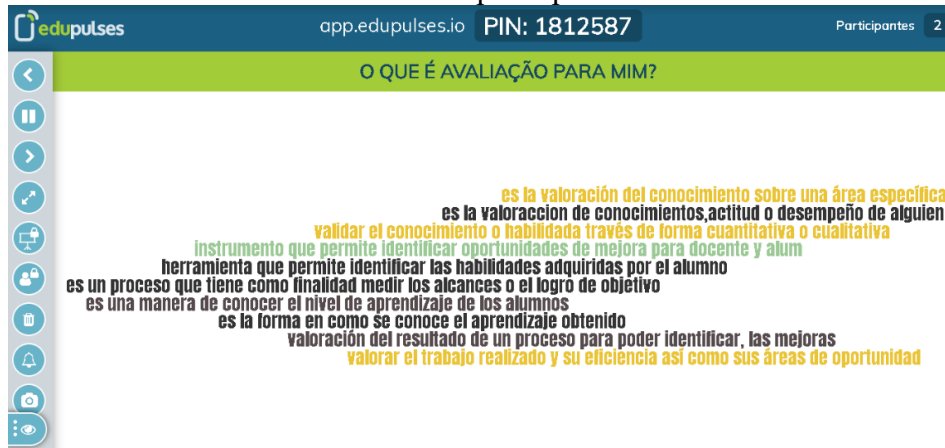 edupulses
app.edupulses.io PIN: 1812587
Participantes 2
O QUE É AVALIAÇÃO PARA MIM?
es la valoración del conocimiento sobre una área específica
es la valoraccion de conocimientos,actitud o desempeño de alguien
validar el conocimiento o habilidada través de forma cuantitativa o cualitativa
instrumento que permite identificar oportunidades de mejora para docente y alum
herramienta que permite identificar las habilidades adquiridas por el alumno
es un proceso que tiene como finalidad medir los alcances o el logro de objetivo
es una manera de conocer el nivel de aprendizaje de los alumnos
es la forma en como se conoce el aprendizaje obtenido
valoración del resultado de un proceso para poder identificar, las mejoras
valorar el trabajo realizado y su eficiencia así como sus áreas de oportunidad